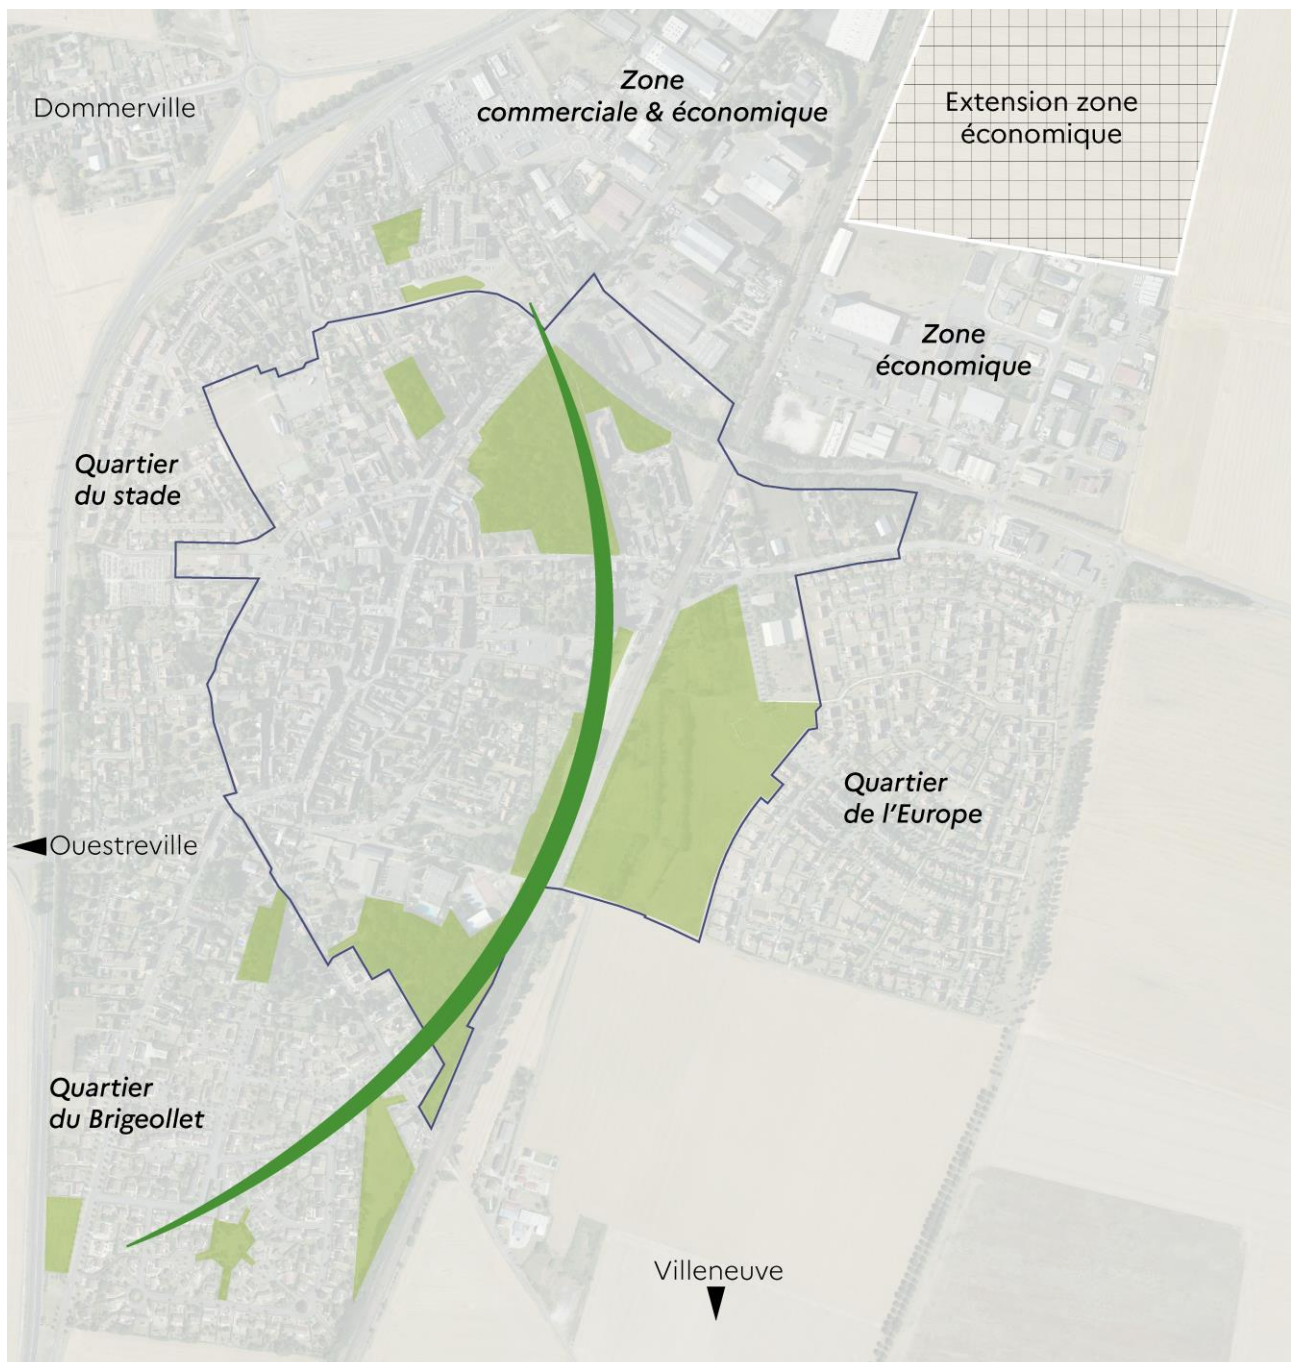 Zone
commerciale & économique
Dommerville
Extension zone
économique
Zone
économique
Quartier
du stade
Quartier
de l'Europe
Ouestreville
Quartier
du Brigeollet
Villeneuve